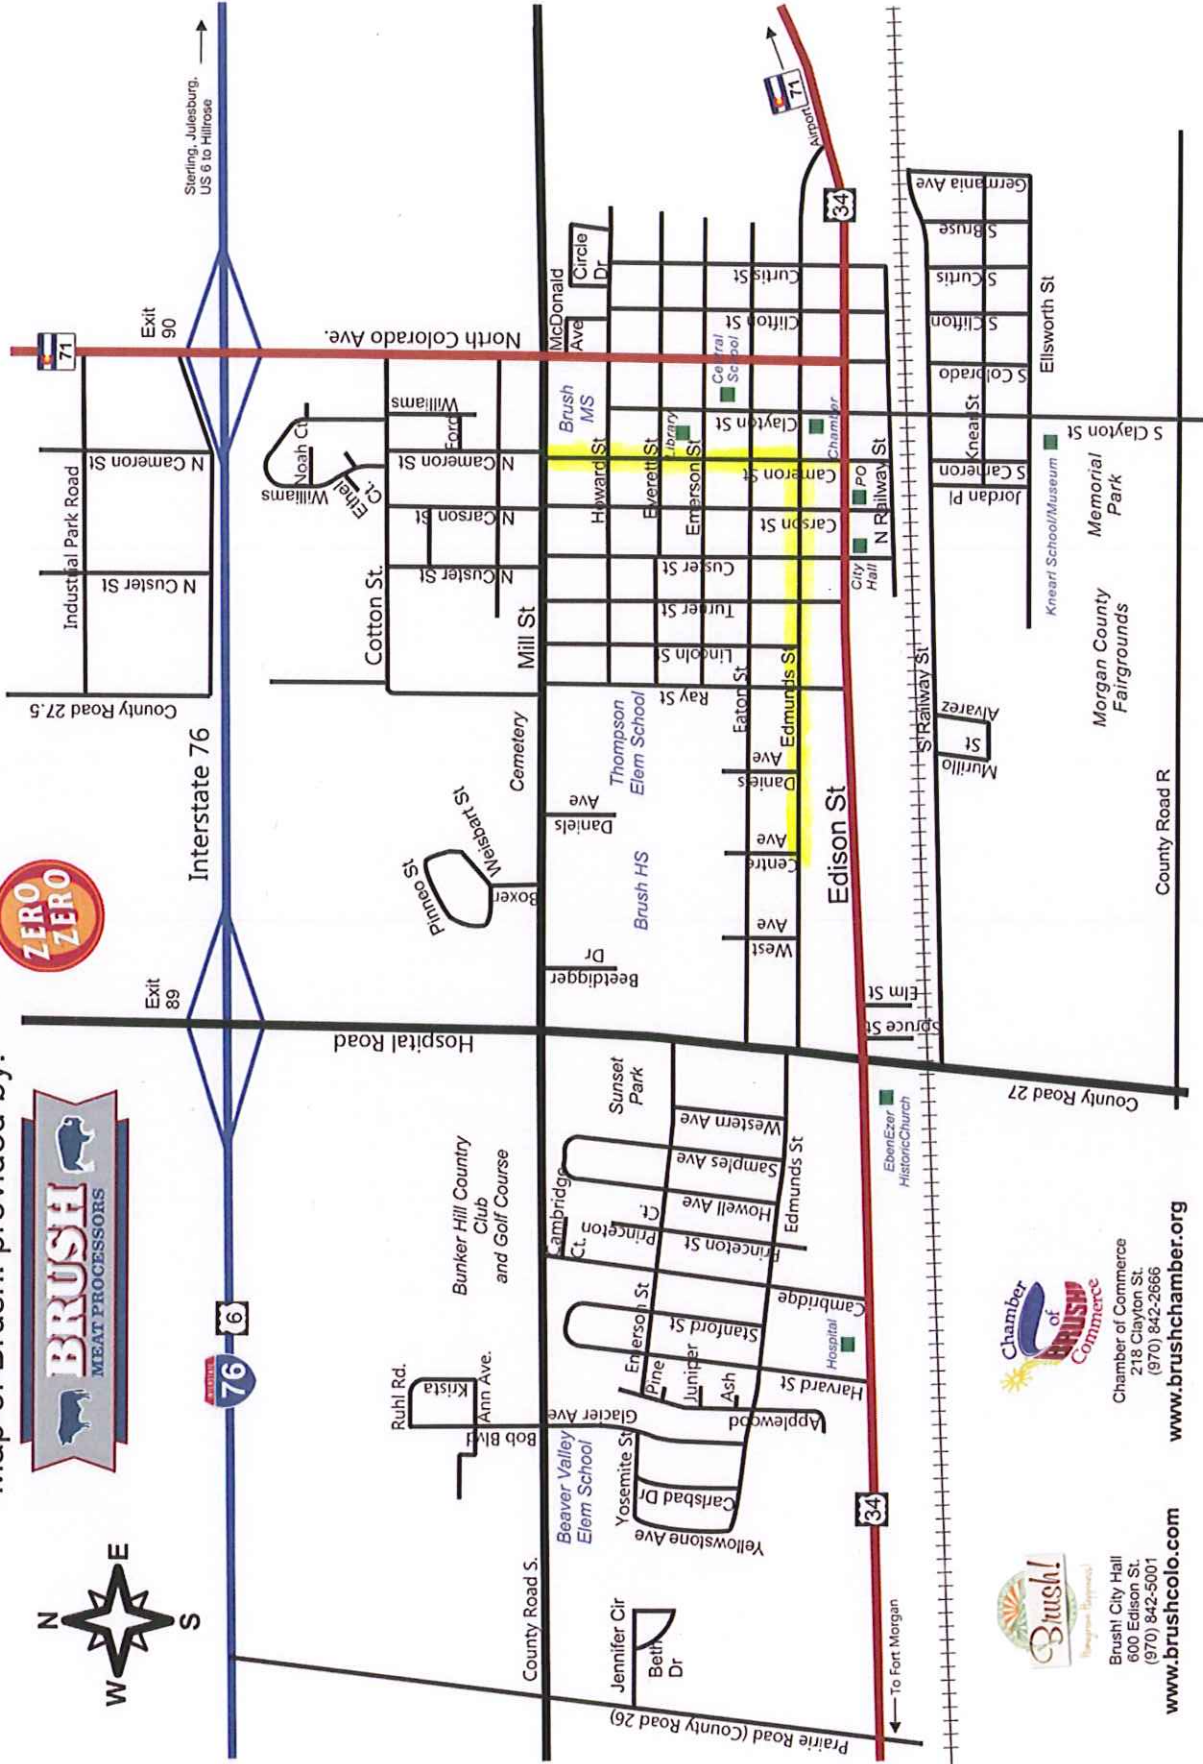 ZERO
ZERO
BRUSH
MEAT PROCESSORS
N
W
E
S
Sterling, Julesburg,
US 6 to Hillrose
Exit
90
71
Industrial Park Road
N Cameron St
N Custer St
County Road 27.5
Interstate 76
Exit
89
6
76
Hospital Road
North Colorado Ave.
Williams
Ford
Noah Ct.
Williams
Ethel
Ct.
N Cameron St
N Carson St
N Custer St
Cotton St.
Mill St
Cemetery
Pinneo St
Weisbart St
Boxer
Bunker Hill Country
Club
and Golf Course
Ruhl Rd.
Krista
Ann Ave.
Bob Blvd
County Road S.
McDonald
Ave
Circle
Dr
Brush
MS
Howard St
Everett St
Library
Emerson St
Central
School
Curtis St
Clifton St
Clayton St
Cameron St
Carson St
Custer St
Turner St
Lincoln St
Ray St
Eaton St
Edmunds St
Thompson
Elem School
Daniels
Ave
Daniels
Ave
Centre
Ave
West
Ave
Brush HS
Beetdigger
Dr
Sunset
Park
Western Ave
Samples Ave
Howell Ave
Edmunds St
Princeton
Ct.
Princeton St
Cambridge
Ct.
Cambridge
Emerson St
Stanford St
Harvard St
Pine
Juniper
Ash
Applewood
Glacier Ave
Beaver Valley
Elem School
Yosemite St
Carlsbad Dr
Yellowstone Ave
Jennifer Cir
Beth
Dr
Prairie Road (County Road 26)
71
Airport
34
Chamber
PO
City
Hall
N Railway St
Edison St
Elm St
Spruce St
EbenEzer
HistoricChurch
Hospital
34
To Fort Morgan
Germania Ave
S Bruse
S Curtis
S Clifton
S Colorado
Knearl St
S Cameron
Jordan Pl
Ellsworth St
S Clayton St
Knearl School/Museum
Memorial
Park
Morgan County
Fairgrounds
S Railway St
Alvarez
St
Murillo
County Road R
County Road 27
Chamber
of
BRUSH!
Commerce
Chamber of Commerce
218 Clayton St.
(970) 842-2666
www.brushchamber.org
Brush!
Brush! City Hall
600 Edison St.
(970) 842-5001
www.brushcolo.com